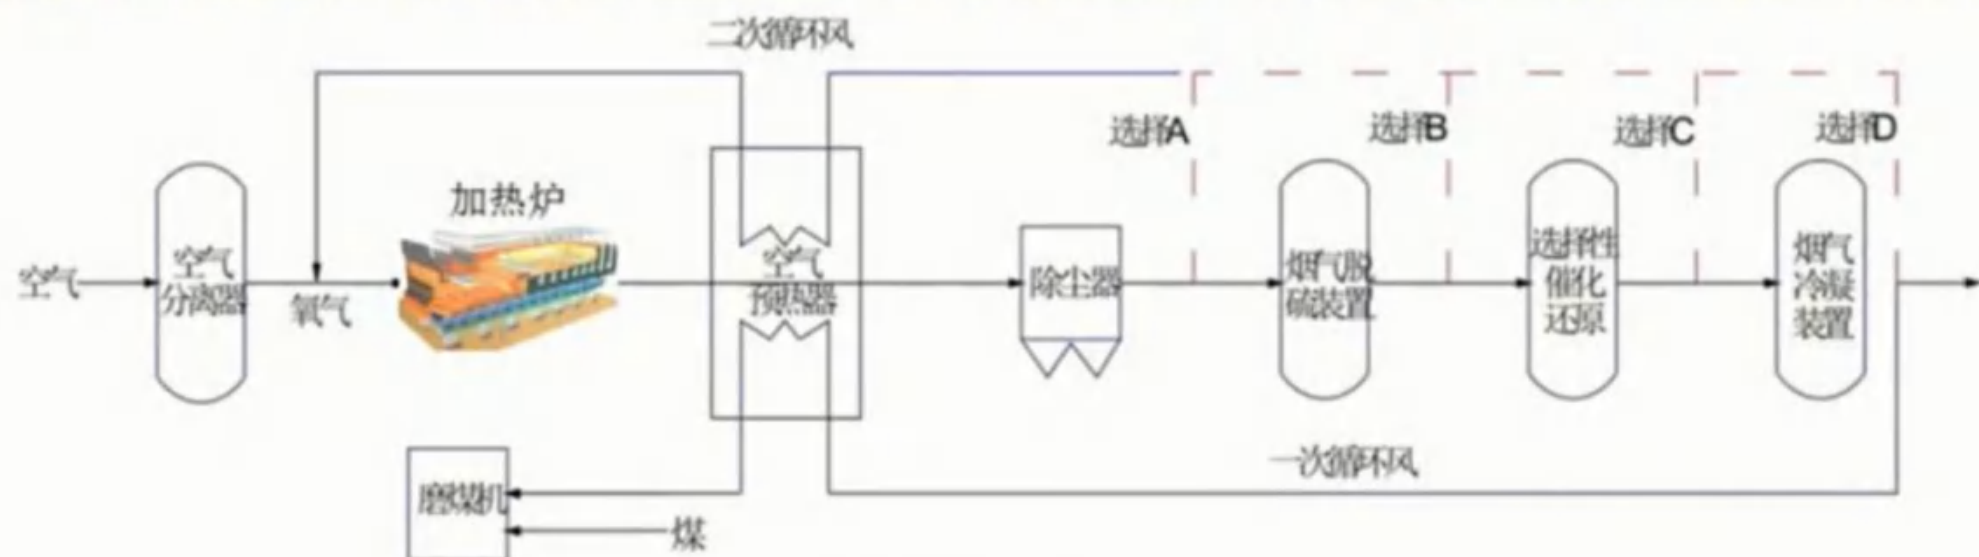 二次循环风
选择A
选择B
选择C
选择D
加热炉
空气
空气
分离器
氧气
空气
预热器
除尘器
烟气脱
硫装置
选择性
催化
还原
烟气
冷凝
装置
一次循环风
磨煤机
煤